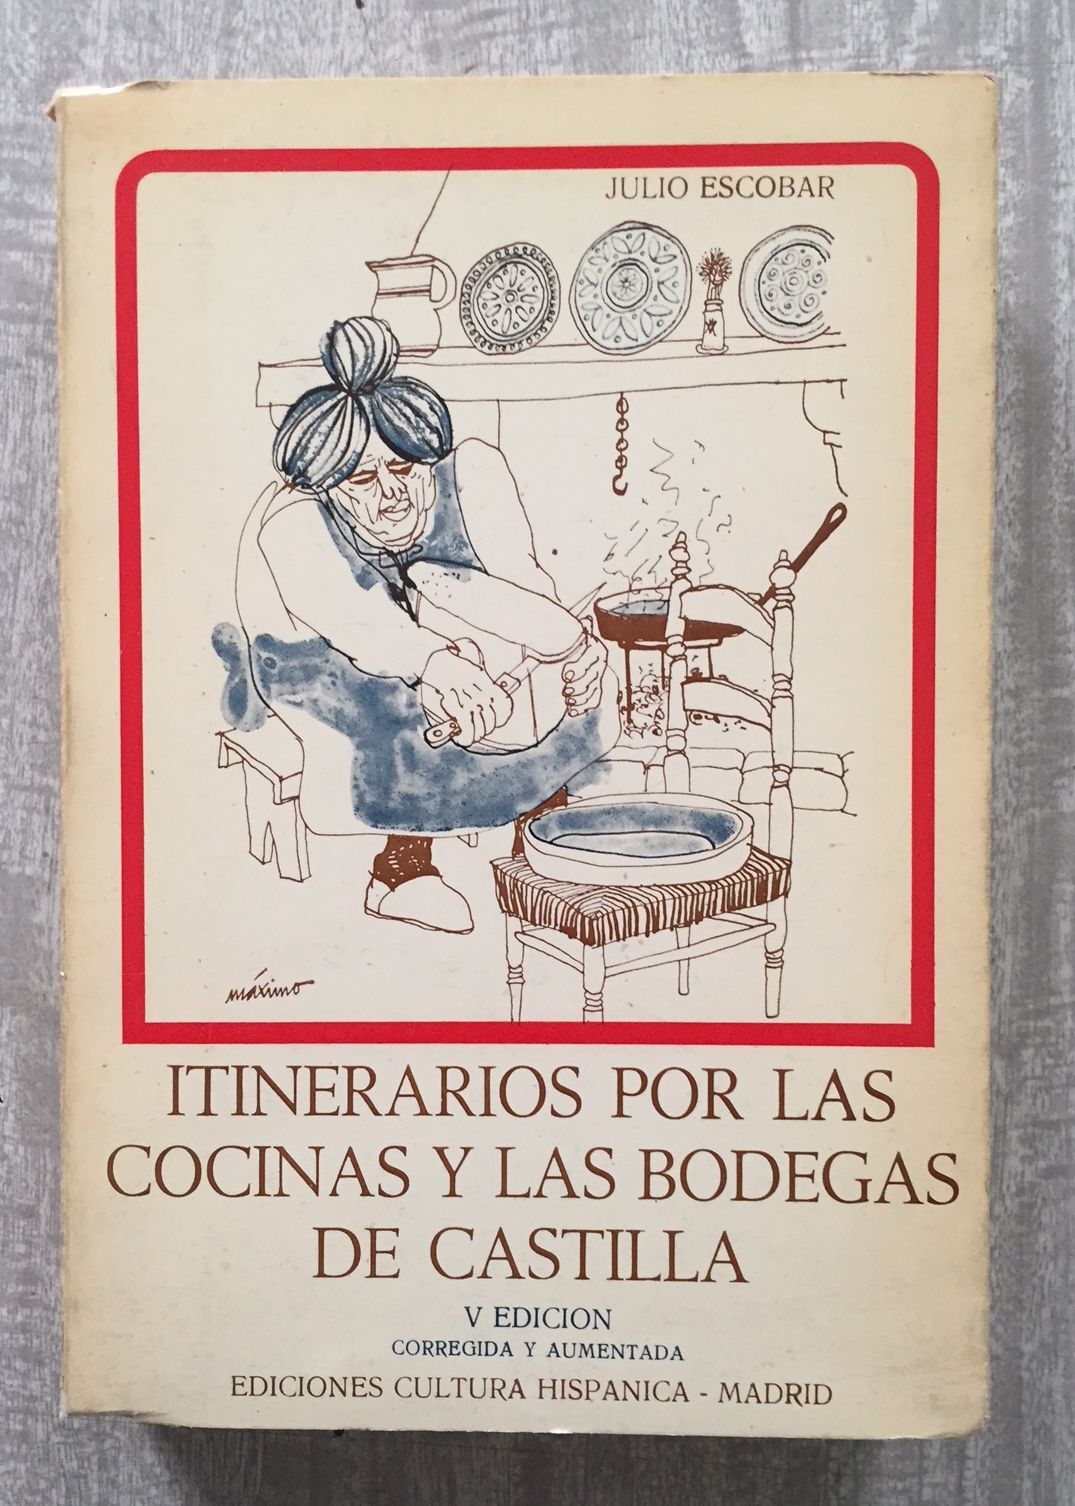 JULIO ESCOBAR
máximo
ITINERARIOS POR LAS
COCINAS Y LAS BODEGAS
DE CASTILLA
V EDICION
CORREGIDA Y AUMENTADA
EDICIONES CULTURA HISPANICA - MADRID